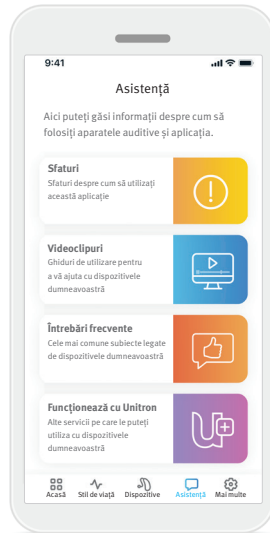 9:41
Asistență
Aici puteți găsi informații despre cum să
folosiți aparatele auditive și aplicația.
Sfaturi
Sfaturi despre cum să utilizați
această aplicație
Videoclipuri
Ghiduri de utilizare pentru
a vă ajuta cu dispozitivele
dumneavoastră
Întrebări frecvente
Cele mai comune subiecte legate
de dispozitivele dumneavoastră
Funcționează cu Unitron
Alte servicii pe care le puteți
utiliza cu dispozitivele
dumneavoastră
Acasă Stil de viață Dispozitive Asistență Mai multe